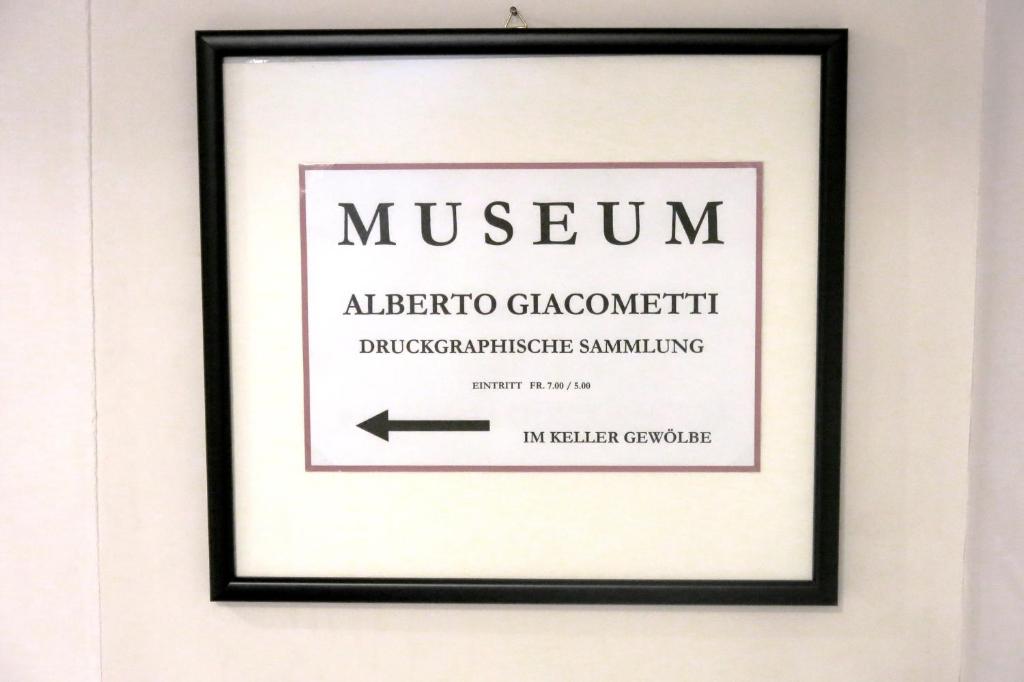 MUSEUM
ALBERTO GIACOMETTI
DRUCKGRAPHISCHE SAMMLUNG
EINTRITT FR. 7.00 / 5.00
IM KELLER GEWÖLBE